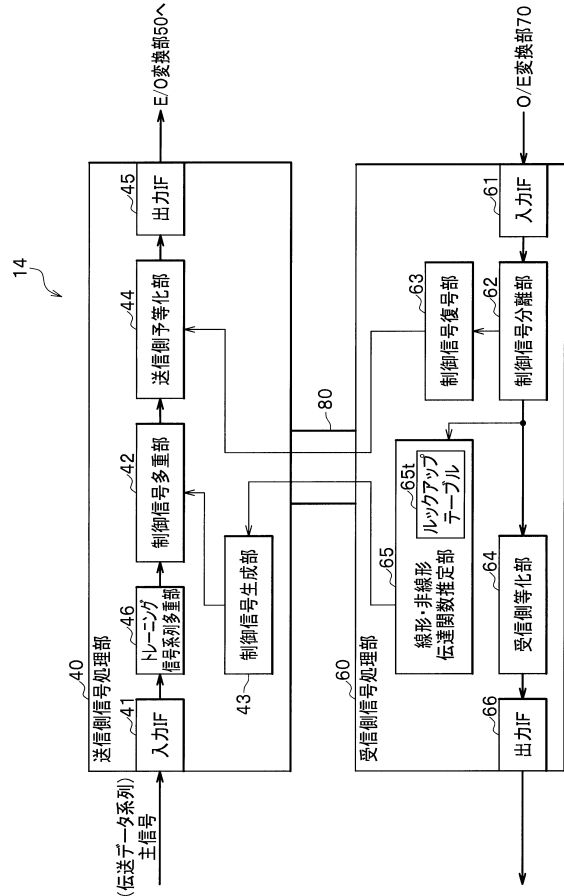 14
(伝送データ系列)
主信号
40
送信側信号処理部
41
入力IF
46
トレーニング
信号系列多重部
42
制御信号多重部
44
送信側予等化部
45
出力IF
E/O変換部50へ
43
制御信号生成部
80
60
受信側信号処理部
65
線形・非線形
伝達関数推定部
65t
ルックアップ
テーブル
63
制御信号復号部
66
出力IF
64
受信側等化部
62
制御信号分離部
61
入力IF
O/E変換部70